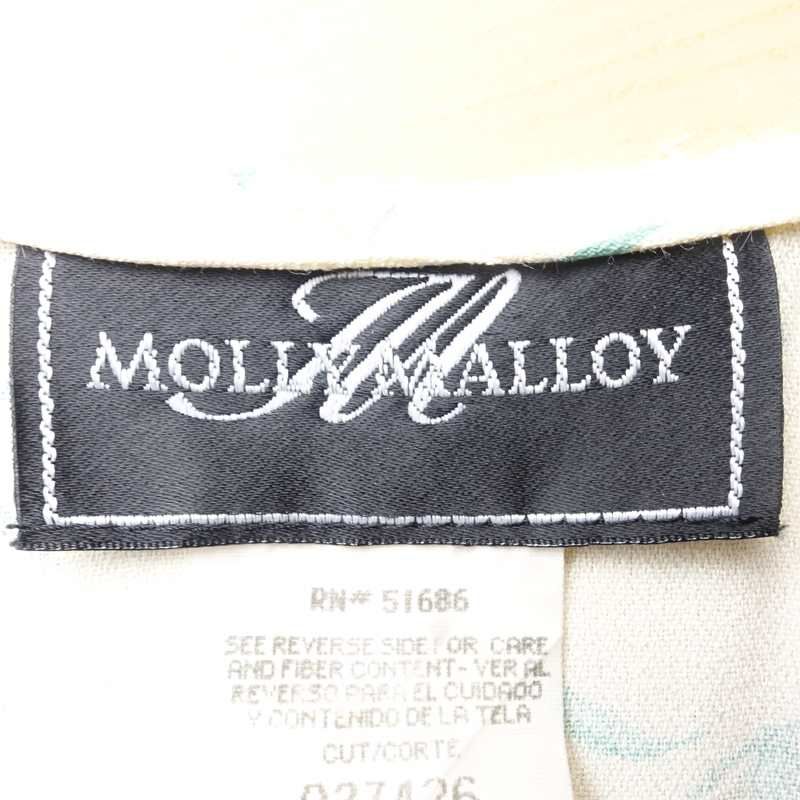 M
MOLLY MALLOY
RN# 51686
SEE REVERSE SIDE FOR CARE
AND FIBER CONTENT-VER AL
REVERSO PARA EL CUIDADO
Y CONTENIDO DE LA TELA
CUT/CORTE
027426